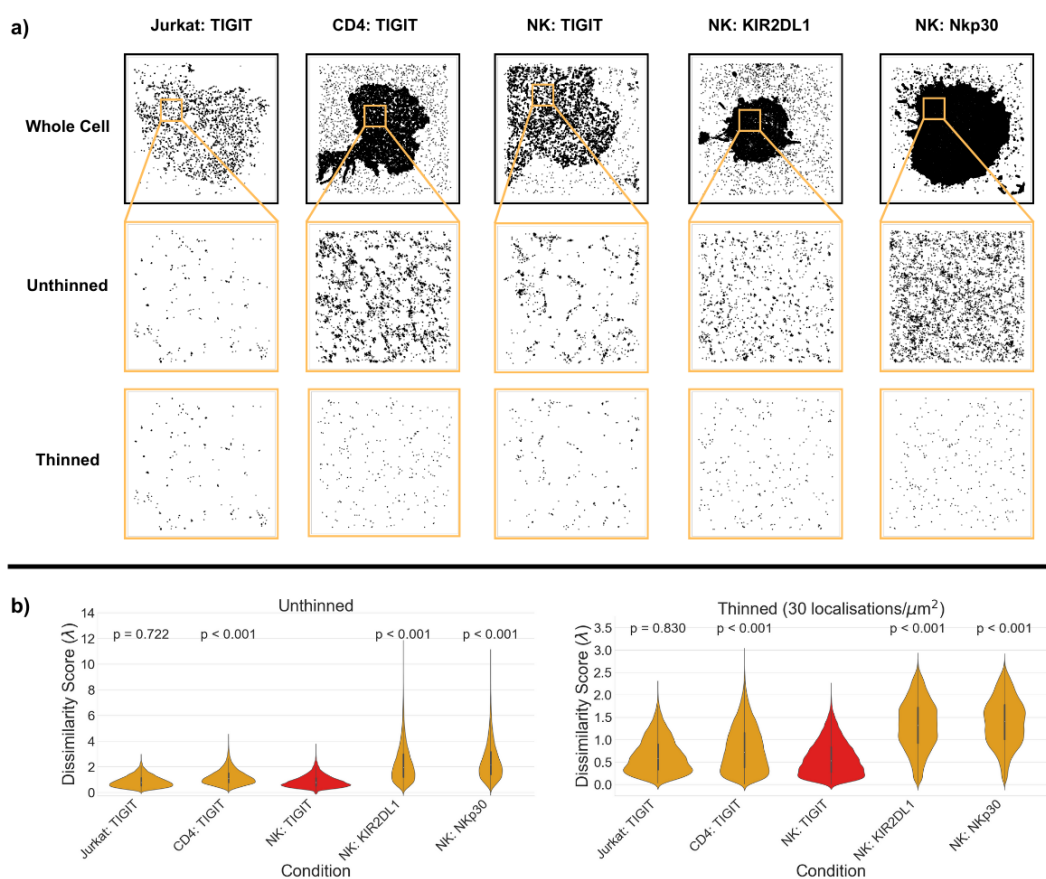 a)
Jurkat: TIGIT CD4: TIGIT NK: TIGIT NK: KIR2DL1 NK: Nkp30
Whole Cell
Unthinned
Thinned
b)
Unthinned
Dissimilarity Score (λ)
14
12
10
8
6
4
2
0
p = 0.722 p < 0.001 p < 0.001 p < 0.001
Jurkat: TIGIT CD4: TIGIT NK: TIGIT NK: KIR2DL1 NK: NKp30
Condition
Thinned (30 localisations/μm²)
Dissimilarity Score (λ)
3.5
3.0
2.5
2.0
1.5
1.0
0.5
0.0
p = 0.830 p < 0.001 p < 0.001 p < 0.001
Jurkat: TIGIT CD4: TIGIT NK: TIGIT NK: KIR2DL1 NK: NKp30
Condition